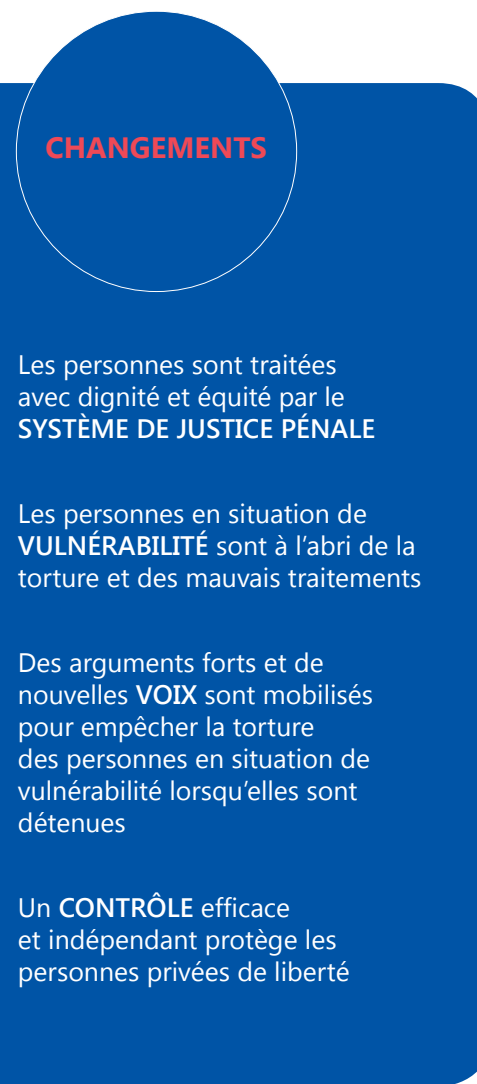 CHANGEMENTS
Les personnes sont traitées
avec dignité et équité par le
SYSTÈME DE JUSTICE PÉNALE
Les personnes en situation de
VULNÉRABILITÉ sont à l’abri de la
torture et des mauvais traitements
Des arguments forts et de
nouvelles VOIX sont mobilisés
pour empêcher la torture
des personnes en situation de
vulnérabilité lorsqu’elles sont
détenues
Un CONTRÔLE efficace
et indépendant protège les
personnes privées de liberté